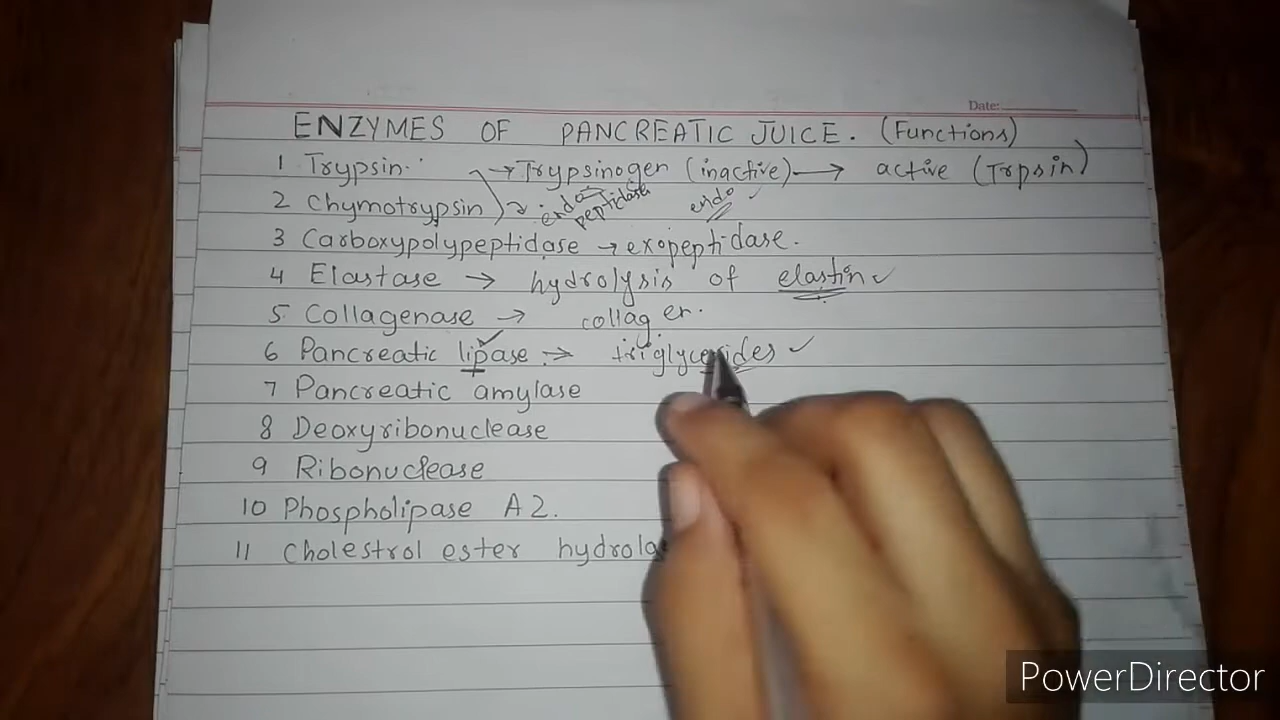 Date:
ENZYMES OF PANCREATIC JUICE. (Functions)
1 Trypsin. → Trypsinogen (inactive) → active (Trpsin)
2 Chymotrypsin endo peptidases endo
3 Carboxypolypeptidase → exopeptidase.
4 Elastase → hydrolysis of elastin ✓
5 Collagenase → collagen.
6 Pancreatic lipase → triglycerides ✓
7 Pancreatic amylase
8 Deoxyribonuclease
9 Ribonuclease
10 Phospholipase A2.
11 Cholestrol ester hydrola
PowerDirector